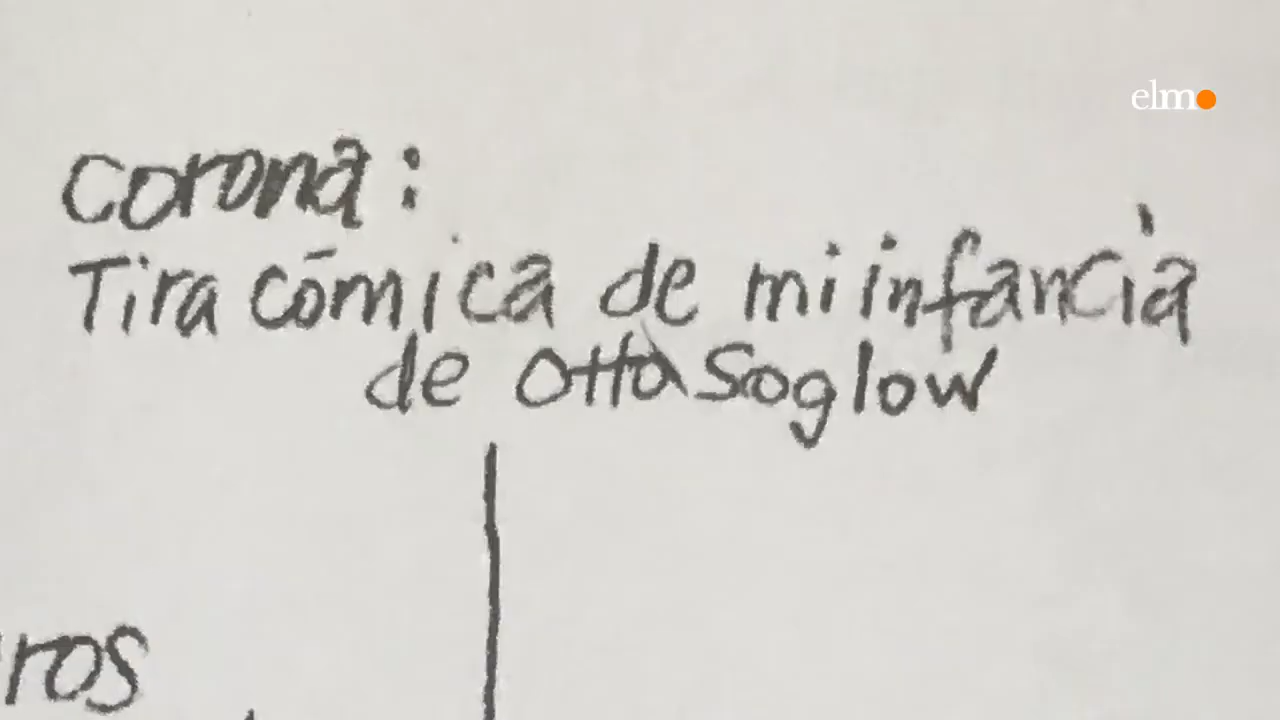 elmo
corona:
Tira cómica de mi infancia
de Otto Soglow
ros